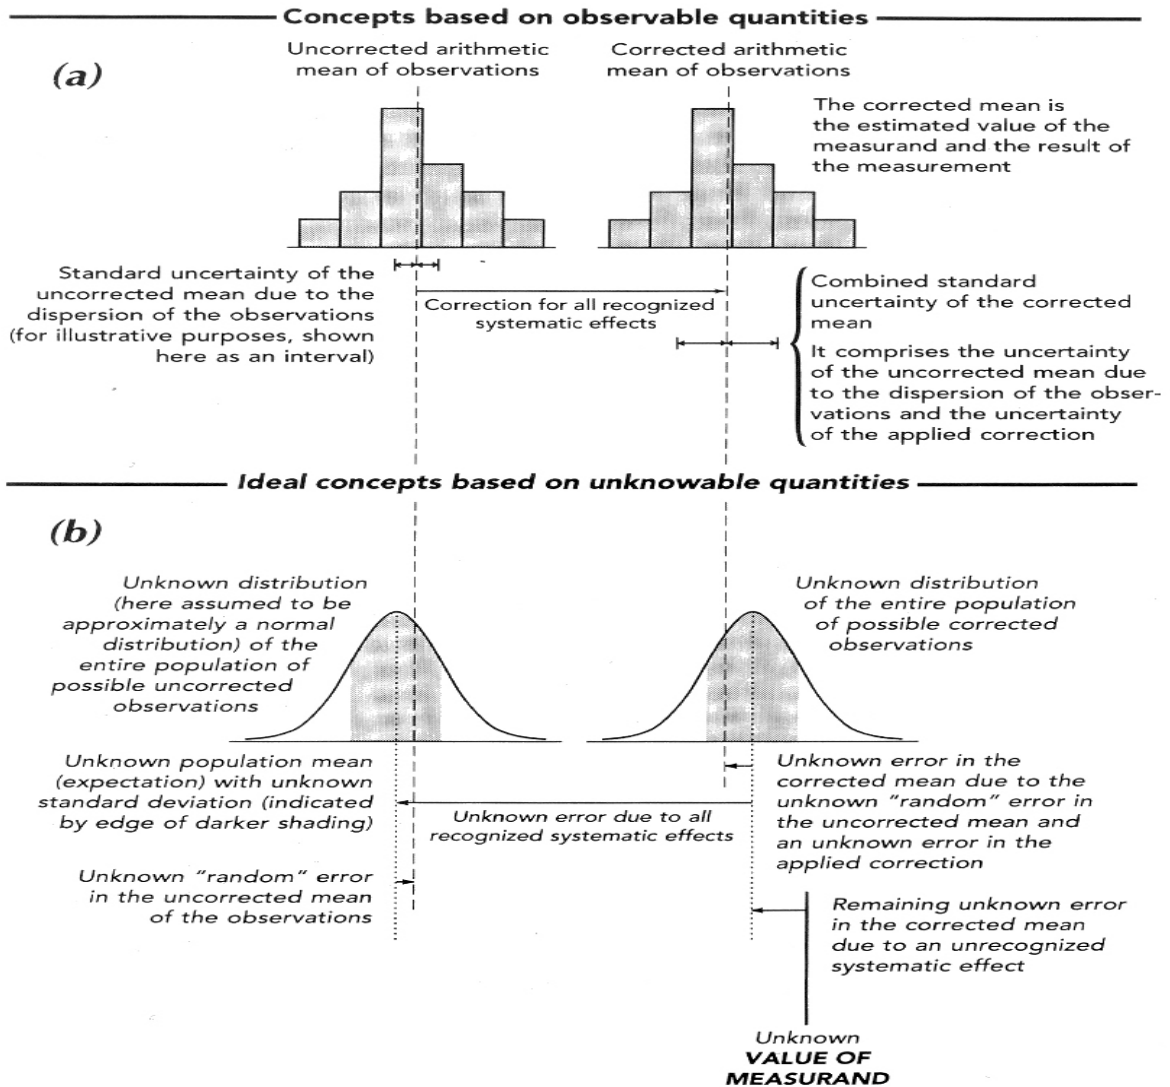 Concepts based on observable quantities
(a)
Uncorrected arithmetic
mean of observations
Corrected arithmetic
mean of observations
The corrected mean is
the estimated value of the
measurand and the result of
the measurement
Standard uncertainty of the
uncorrected mean due to the
dispersion of the observations
(for illustrative purposes, shown
here as an interval)
Correction for all recognized
systematic effects
Combined standard
uncertainty of the corrected
mean
It comprises the uncertainty
of the uncorrected mean due
to the dispersion of the obser-
vations and the uncertainty
of the applied correction
Ideal concepts based on unknowable quantities
(b)
Unknown distribution
(here assumed to be
approximately a normal
distribution) of the
entire population of
possible uncorrected
observations
Unknown distribution
of the entire population
of possible corrected
observations
Unknown population mean
(expectation) with unknown
standard deviation (indicated
by edge of darker shading)
Unknown error due to all
recognized systematic effects
Unknown error in the
corrected mean due to the
unknown "random" error in
the uncorrected mean and
an unknown error in the
applied correction
Unknown "random" error
in the uncorrected mean
of the observations
Remaining unknown error
in the corrected mean
due to an unrecognized
systematic effect
Unknown
VALUE OF
MEASURAND